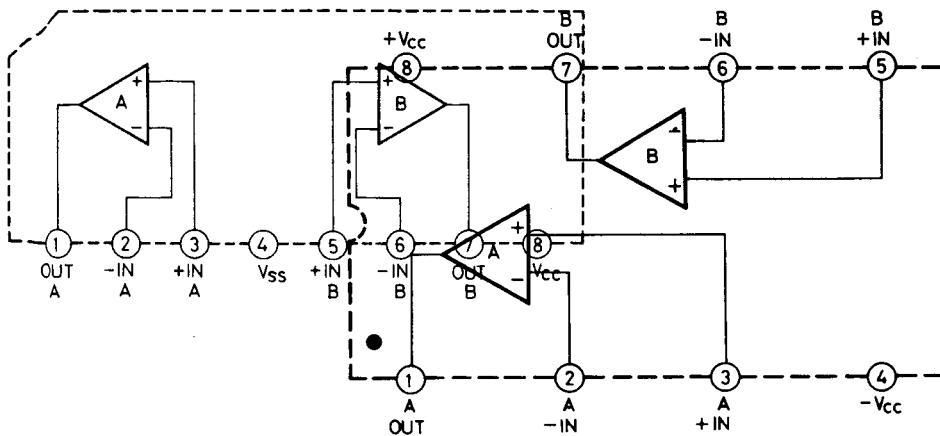 B B B
+Vcc OUT -IN +IN
8 7 6 5
+ A -
+ B -
- B +
1 2 3 4 5 6 7 8
OUT -IN +IN Vss +IN -IN OUT Vcc
A A A B B B
+ A -
1 2 3 4
A A A -Vcc
OUT -IN +IN